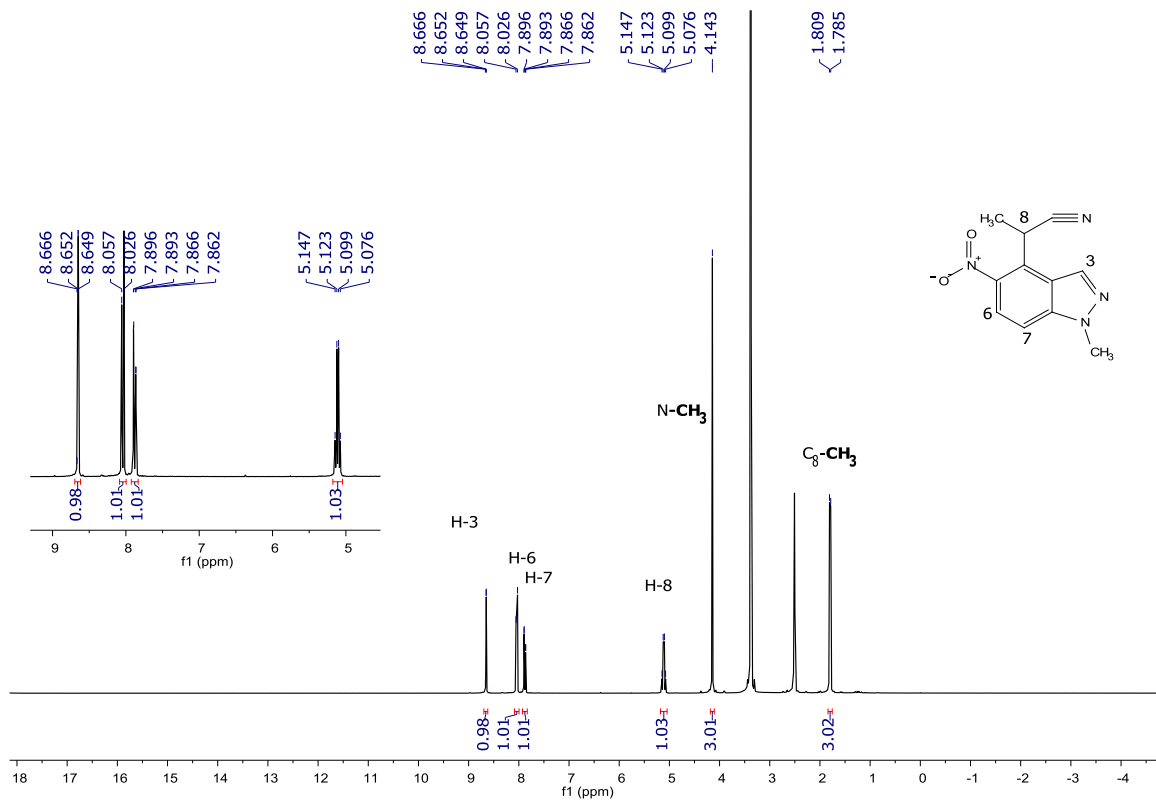 8.666
8.652
8.649
8.057
8.026
7.896
7.893
7.866
7.862
5.147
5.123
5.099
5.076
4.143
1.809
1.785
8.666
8.652
8.649
8.057
8.026
7.896
7.893
7.866
7.862
5.147
5.123
5.099
5.076
0.98
1.01
1.01
1.03
9 8 7 6 5
f1 (ppm)
CH3
8
N
O
N+
-O-
3
6
7
N
N
CH3
N-CH3
C8-CH3
H-3
H-6
H-7
H-8
0.98
1.01
1.01
1.03
3.01
3.02
18 17 16 15 14 13 12 11 10 9 8 7 6 5 4 3 2 1 0 -1 -2 -3 -4
f1 (ppm)